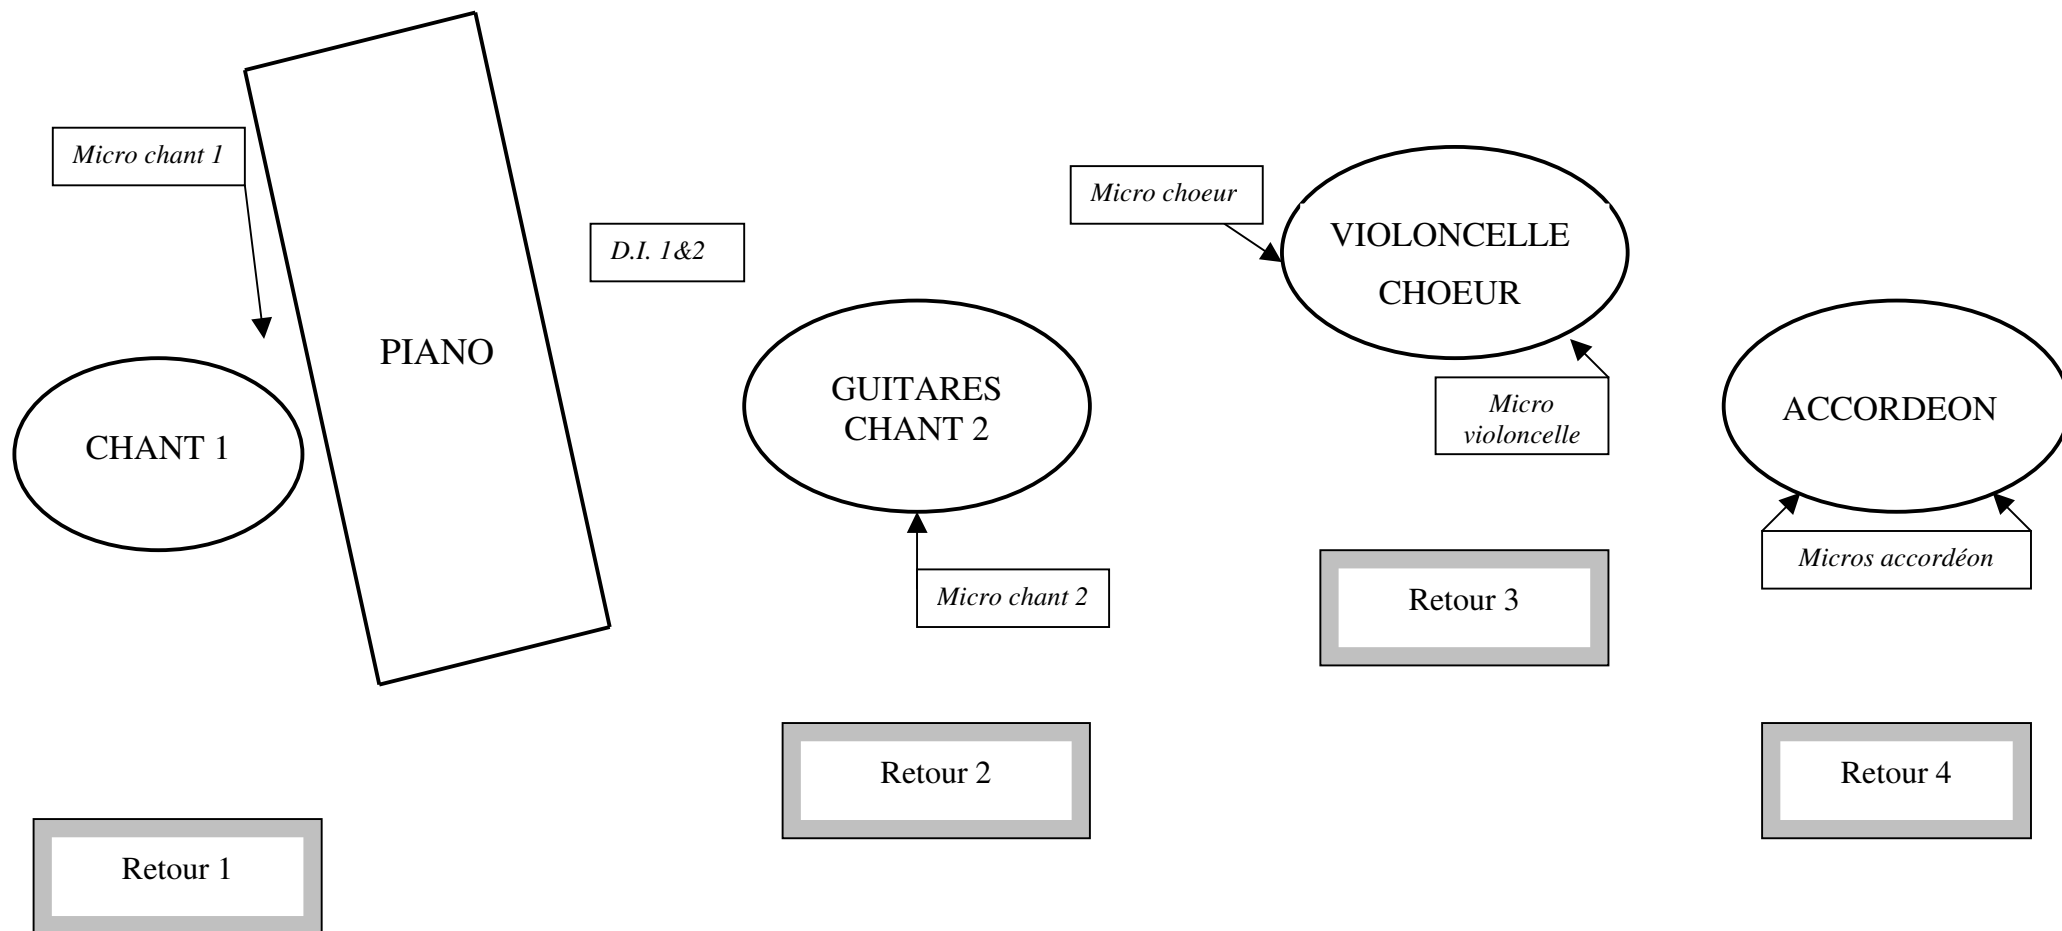 Micro chant 1
CHANT 1
PIANO
D.I. 1&2
GUITARES
CHANT 2
Micro chant 2
Micro choeur
VIOLONCELLE
CHOEUR
Micro
violoncelle
ACCORDEON
Micros accordéon
Retour 3
Retour 2
Retour 4
Retour 1